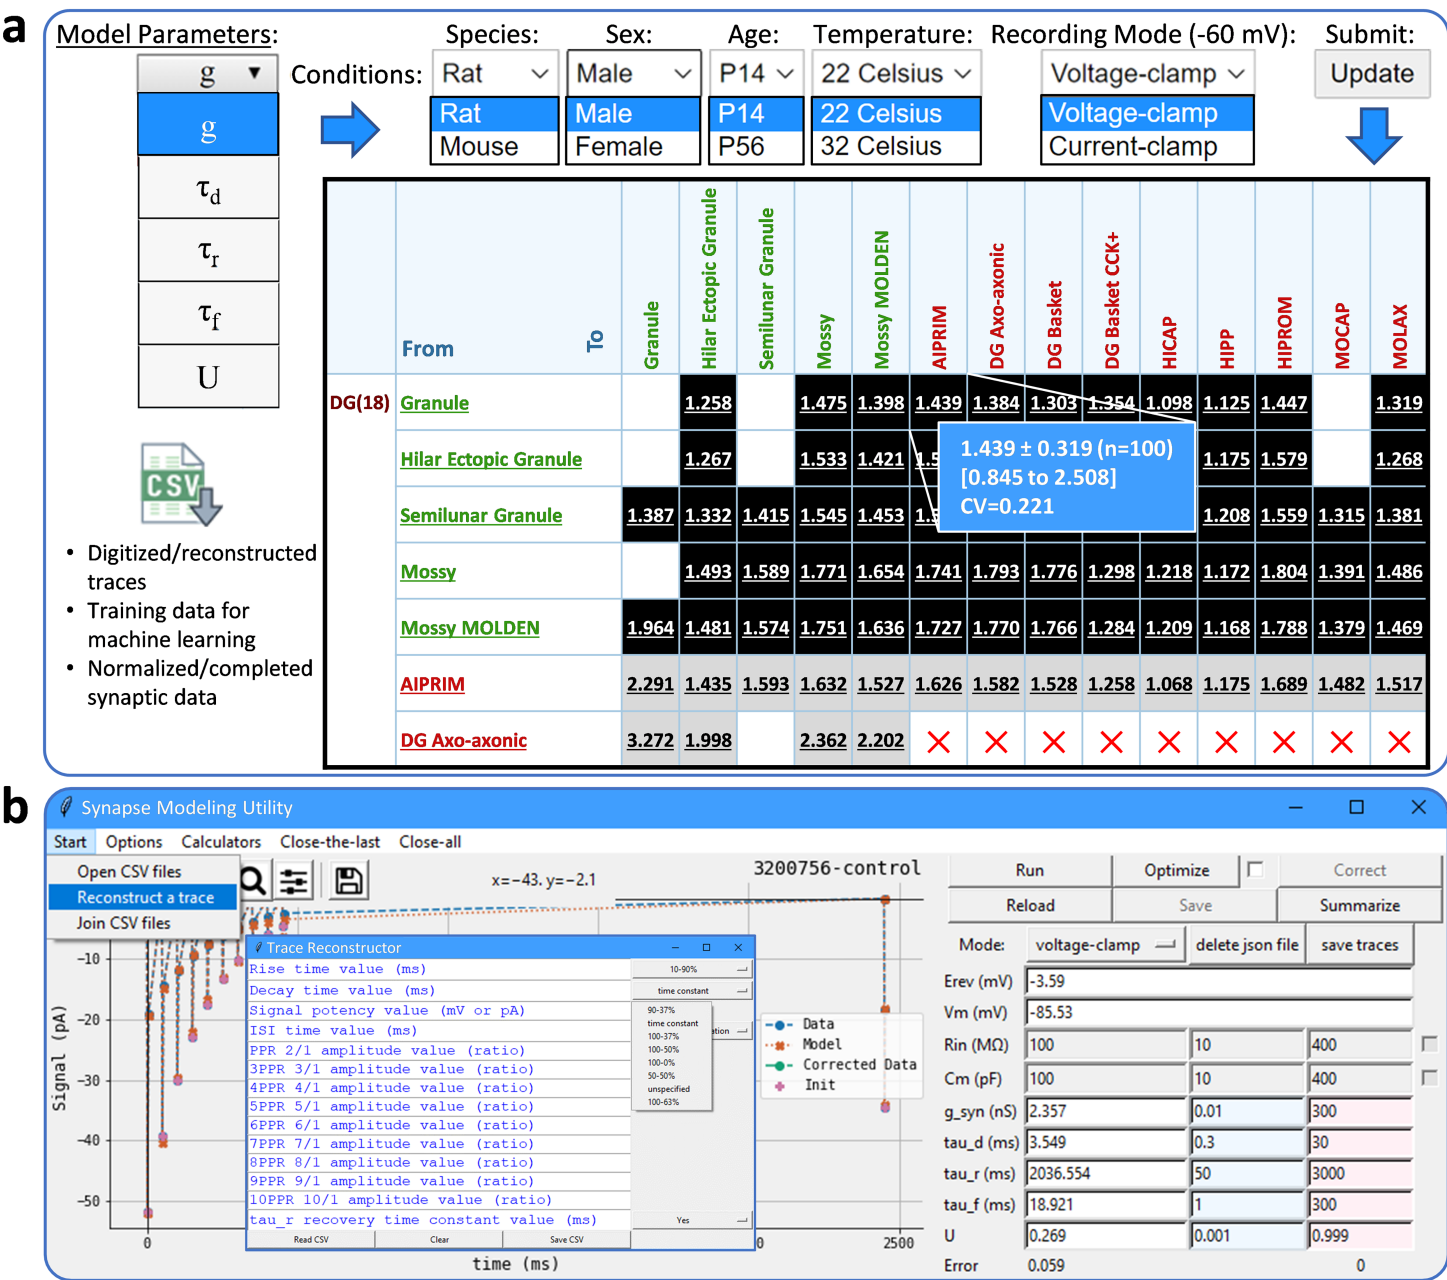 a
Model Parameters:
g ▼
g
τd
τr
τf
U
Conditions:
Species:
Rat
Rat
Mouse
Sex:
Male
Male
Female
Age:
P14
P14
P56
Temperature:
22 Celsius
22 Celsius
32 Celsius
Recording Mode (-60 mV):
Voltage-clamp
Voltage-clamp
Current-clamp
Submit:
Update
CSV
• Digitized/reconstructed
traces
• Training data for
machine learning
• Normalized/completed
synaptic data
From To Granule Hilar Ectopic Granule Semilunar Granule Mossy Mossy MOLDEN AIPRIM DG Axo-axonic DG Basket DG Basket CCK+ HICAP HIPP HIPROM MOCAP MOLAX
DG(18) Granule 1.258 1.475 1.398 1.439 1.384 1.303 1.354 1.098 1.125 1.447 1.319
Hilar Ectopic Granule 1.267 1.533 1.421 1.175 1.579 1.268
Semilunar Granule 1.387 1.332 1.415 1.545 1.453 1.208 1.559 1.315 1.381
Mossy 1.493 1.589 1.771 1.654 1.741 1.793 1.776 1.298 1.218 1.172 1.804 1.391 1.486
Mossy MOLDEN 1.964 1.481 1.574 1.751 1.636 1.727 1.770 1.766 1.284 1.209 1.168 1.788 1.379 1.469
AIPRIM 2.291 1.435 1.593 1.632 1.527 1.626 1.582 1.528 1.258 1.068 1.175 1.689 1.482 1.517
DG Axo-axonic 3.272 1.998 2.362 2.202
1.439 ± 0.319 (n=100)
[0.845 to 2.508]
CV=0.221
b
Synapse Modeling Utility
Start Options Calculators Close-the-last Close-all
Open CSV files
Reconstruct a trace
Join CSV files
x=−43. y=−2.1
3200756-control
−10
−20
−30
−40
−50
Signal (pA)
0
0
2500
time (ms)
Data
Model
Corrected Data
Init
Trace Reconstructor
Rise time value (ms) 10-90%
Decay time value (ms) time constant
Signal potency value (mV or pA)
ISI time value (ms)
PPR 2/1 amplitude value (ratio)
3PPR 3/1 amplitude value (ratio)
4PPR 4/1 amplitude value (ratio)
5PPR 5/1 amplitude value (ratio)
6PPR 6/1 amplitude value (ratio)
7PPR 7/1 amplitude value (ratio)
8PPR 8/1 amplitude value (ratio)
9PPR 9/1 amplitude value (ratio)
10PPR 10/1 amplitude value (ratio)
tau_r recovery time constant value (ms) Yes
Read CSV Clear Save CSV
90-37%
time constant
100-37%
100-50%
100-0%
50-50%
unspecified
100-63%
ation
Run Optimize Correct
Reload Save Summarize
Mode: voltage-clamp delete json file save traces
Erev (mV) -3.59
Vm (mV) -85.53
Rin (MΩ) 100 10 400
Cm (pF) 100 10 400
g_syn (nS) 2.357 0.01 300
tau_d (ms) 3.549 0.3 30
tau_r (ms) 2036.554 50 3000
tau_f (ms) 18.921 1 300
U 0.269 0.001 0.999
Error 0.059 0